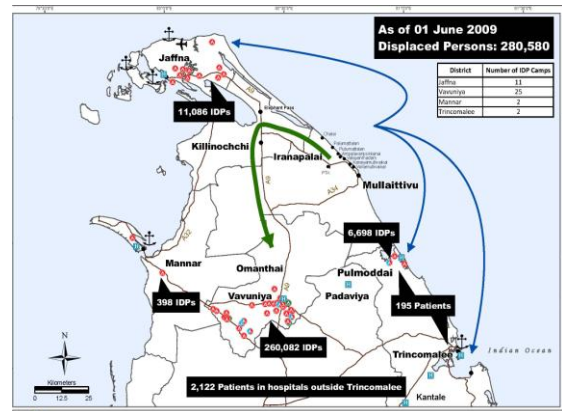 As of 01 June 2009
Displaced Persons: 280,580
District Number of IDP Camps
Jaffna 11
Vavuniya 25
Mannar 2
Trincomalee 2
Jaffna
11,086 IDPs
Elephant Pass
Killinochchi
Iranapalai
Mullaittivu
A9
A34
A32
6,698 IDPs
Mannar
Omanthai
Pulmoddai
398 IDPs
Vavuniya
Padaviya
195 Patients
260,082 IDPs
Trincomalee
Indian Ocean
N
Kilometers
0 12.5 25
2,122 Patients in hospitals outside Trincomalee
Kantale